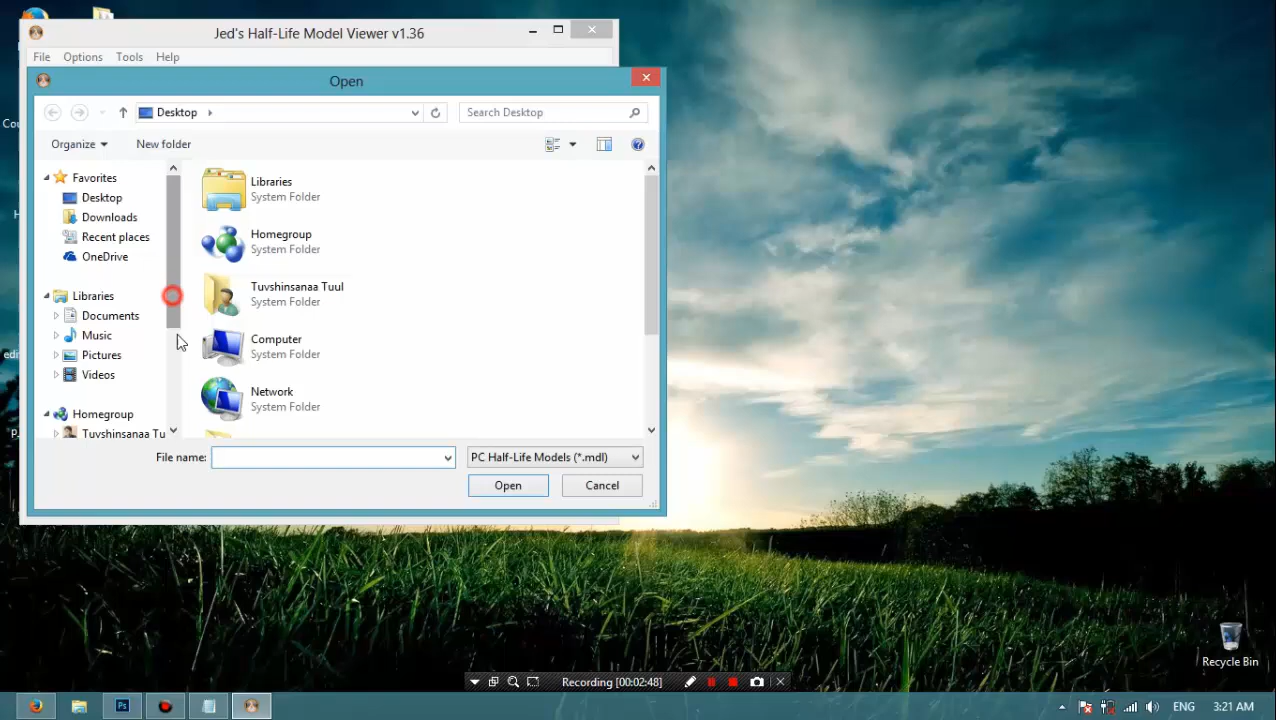 Jed's Half-Life Model Viewer v1.36
File Options Tools Help
Open
Desktop
Search Desktop
Organize
New folder
Favorites
Desktop
Downloads
Recent places
OneDrive
Libraries
Documents
Music
Pictures
Videos
Homegroup
Tuvshinsanaa Tu
Libraries
System Folder
Homegroup
System Folder
Tuvshinsanaa Tuul
System Folder
Computer
System Folder
Network
System Folder
File name:
PC Half-Life Models (*.mdl)
Open
Cancel
Recycle Bin
Recording [00:02:48]
Ps
ENG
3:21 AM